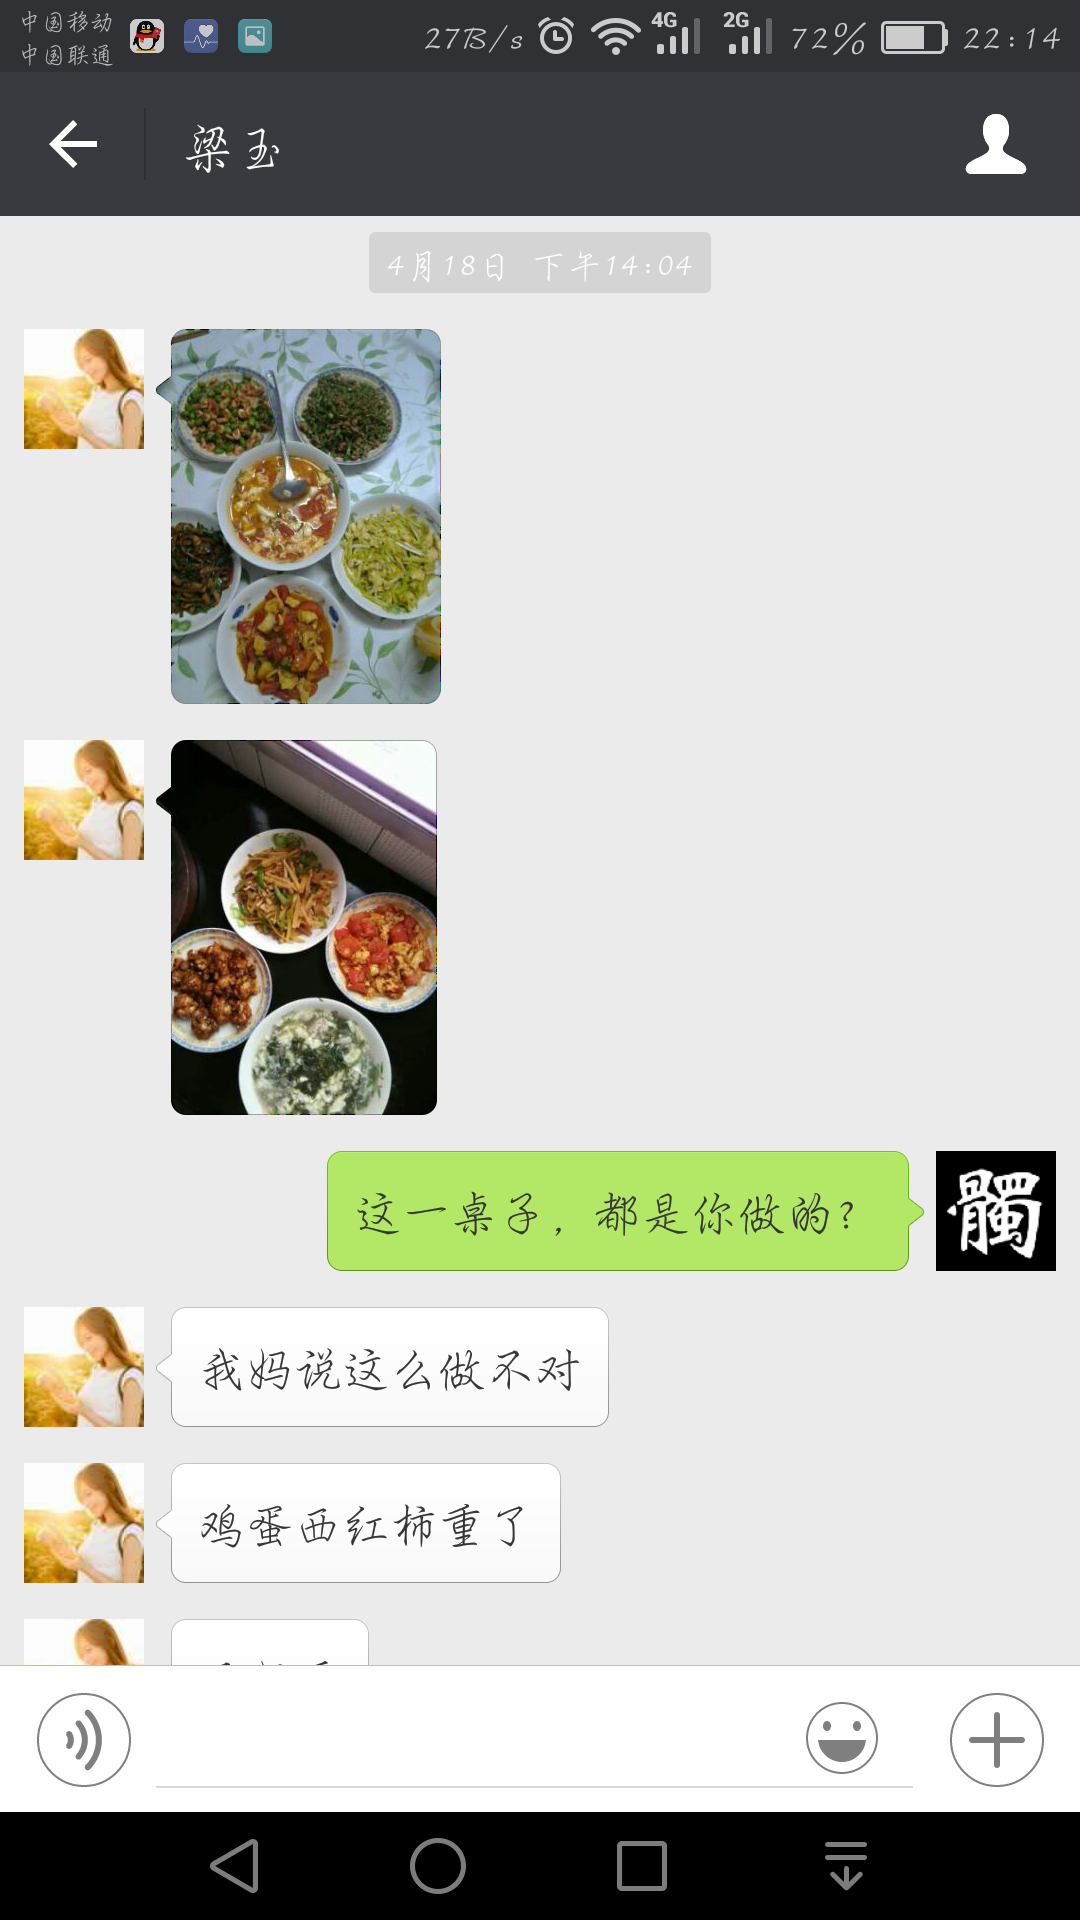 中国移动
中国联通
27B/s
4G
2G
72%
22:14
梁玉
4月18日 下午14:04
这一桌子，都是你做的？
髑
我妈说这么做不对
鸡蛋西红柿重了